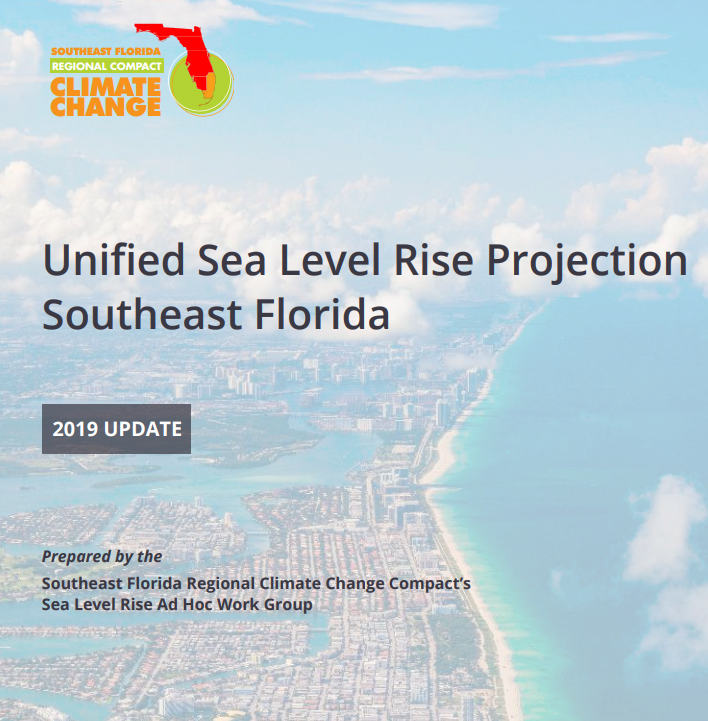 SOUTHEAST FLORIDA
REGIONAL COMPACT
CLIMATE
CHANGE
Unified Sea Level Rise Projection
Southeast Florida
2019 UPDATE
Prepared by the
Southeast Florida Regional Climate Change Compact’s
Sea Level Rise Ad Hoc Work Group